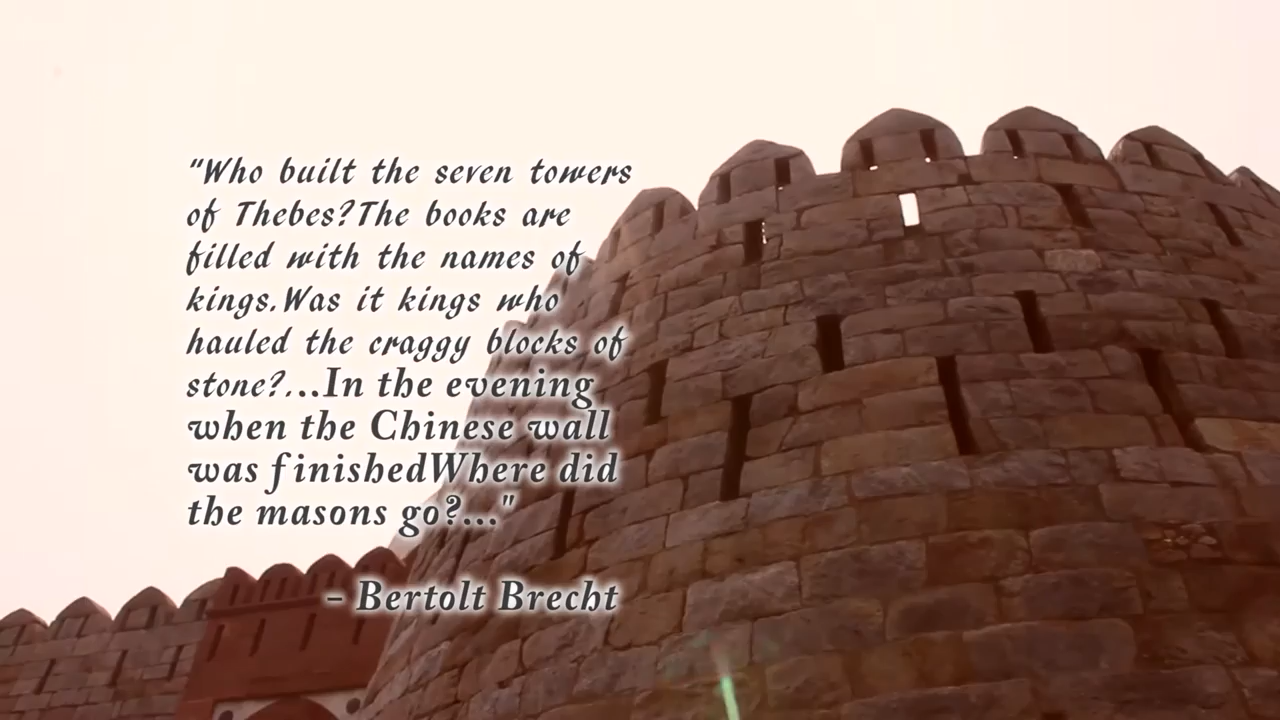 "Who built the seven towers
of Thebes?The books are
filled with the names of
kings.Was it kings who
hauled the craggy blocks of
stone?...In the evening
when the Chinese wall
was finishedWhere did
the masons go?..."
- Bertolt Brecht